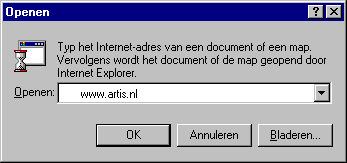 Openen
Typ het Internet-adres van een document of een map.
Vervolgens wordt het document of de map geopend door
Internet Explorer.
Openen: www.artis.nl
OK Annuleren Bladeren...